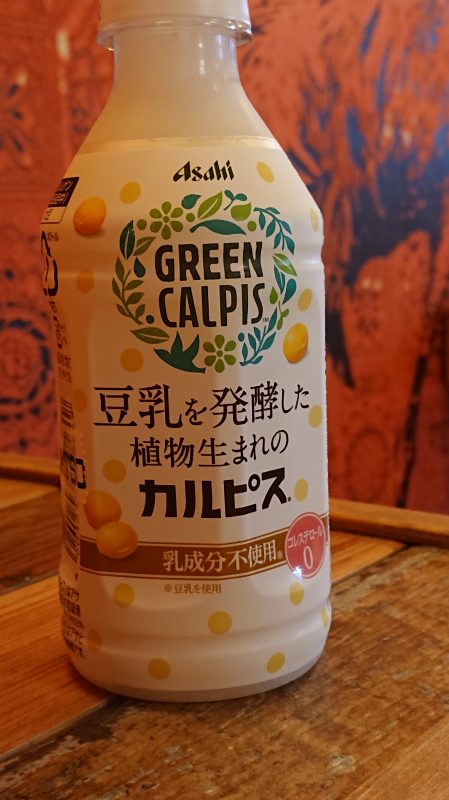 Asahi
GREEN
CALPIS
TM
豆乳を発酵した
植物生まれの
カルピス®
乳成分不使用※
コレステロール
0
※豆乳を使用